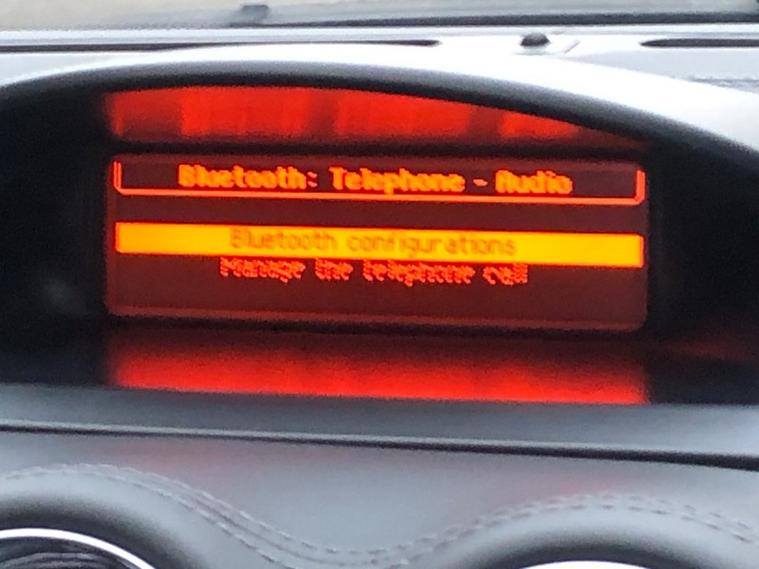 Bluetooth: Telephone - Audio
Bluetooth configurations
Manage the telephone call